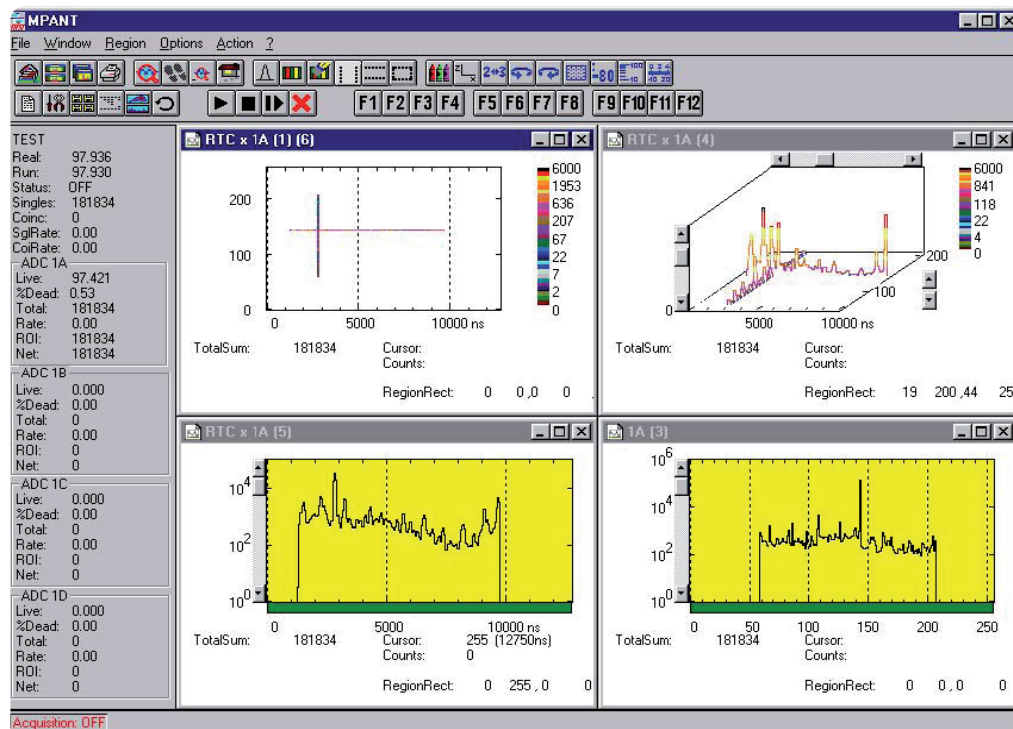 MPANT
File Window Region Options Action ?
F1 F2 F3 F4 F5 F6 F7 F8 F9 F10 F11 F12
TEST
Real: 97.936
Run: 97.930
Status: OFF
Singles: 181834
Coinc: 0
SglRate: 0.00
CoiRate: 0.00
ADC 1A
Live: 97.421
%Dead: 0.53
Total: 181834
Rate: 0.00
ROI: 181834
Net: 181834
ADC 1B
Live: 0.000
%Dead: 0.00
Total: 0
Rate: 0.00
ROI: 0
Net: 0
ADC 1C
Live: 0.000
%Dead: 0.00
Total: 0
Rate: 0.00
ROI: 0
Net: 0
ADC 1D
Live: 0.000
%Dead: 0.00
Total: 0
Rate: 0.00
ROI: 0
Net: 0
RTC x 1A (1) (6)
200
100
0
0 5000 10000 ns
6000
1953
636
207
67
22
7
2
0
TotalSum: 181834 Cursor:
Counts:
RegionRect: 0 0 ,0 0
RTC x 1A (4)
6000
841
118
22
4
0
200
100
0
5000 10000 ns
TotalSum: 181834 Cursor:
Counts:
RegionRect: 19 200 ,44 25
RTC x 1A (5)
10^4
10^2
10^0
0 5000 10000 ns
TotalSum: 181834 Cursor: 255 (12750ns)
Counts: 0
RegionRect: 0 255 , 0 0
1A (3)
10^6
10^4
10^2
10^0
0 50 100 150 200 250
TotalSum: 181834 Cursor:
Counts:
RegionRect: 0 0 ,0 0
Acquisition: OFF